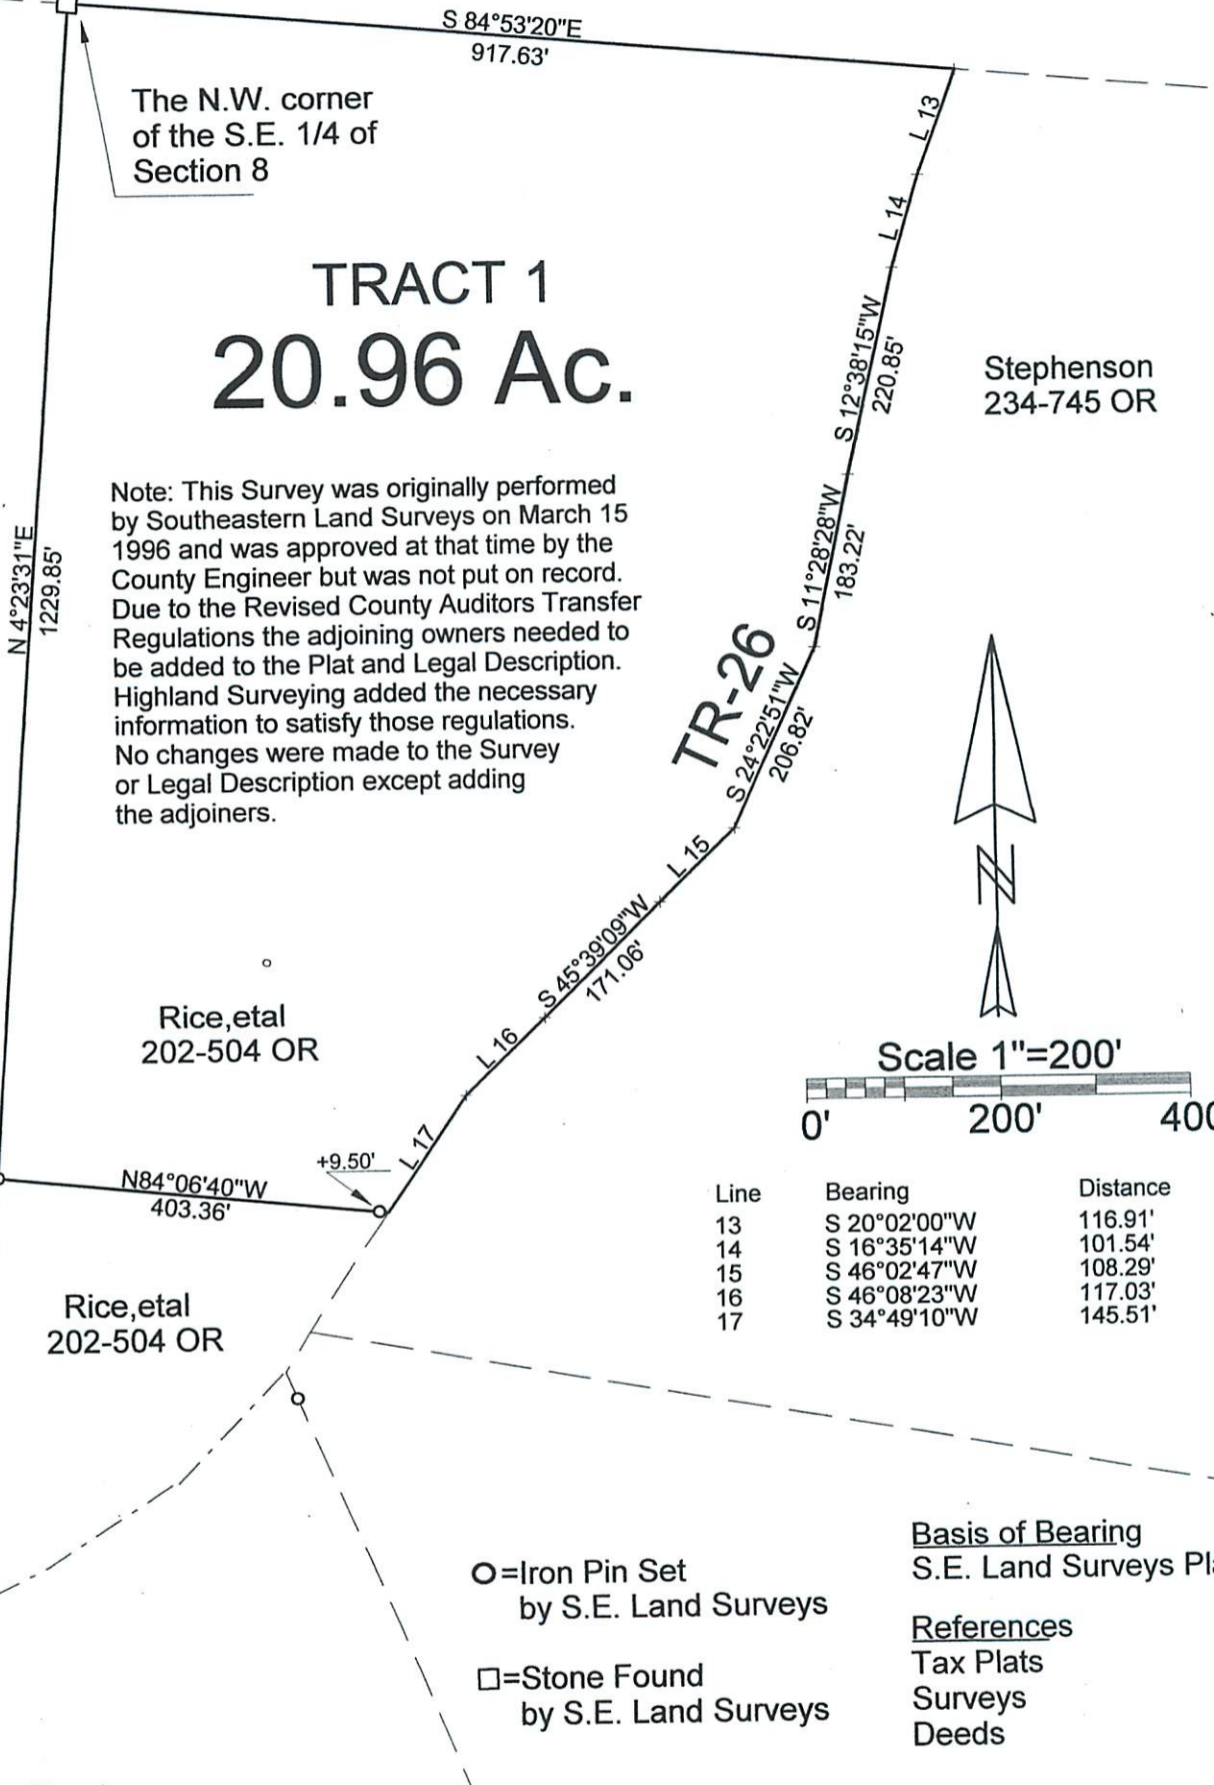 S 84°53'20"E
917.63'
The N.W. corner
of the S.E. 1/4 of
Section 8
L 13
L 14
TRACT 1
20.96 Ac.
S 12°38'15"W
220.85'
Stephenson
234-745 OR
Note: This Survey was originally performed
by Southeastern Land Surveys on March 15
1996 and was approved at that time by the
County Engineer but was not put on record.
Due to the Revised County Auditors Transfer
Regulations the adjoining owners needed to
be added to the Plat and Legal Description.
Highland Surveying added the necessary
information to satisfy those regulations.
No changes were made to the Survey
or Legal Description except adding
the adjoiners.
N 4°23'31"E
1229.85'
S 11°28'28"W
183.22'
TR-26
S 24°22'51"W
206.82'
L 15
N
S 45°39'09"W
171.06'
Rice,etal
202-504 OR
L 16
Scale 1"=200'
0'
200'
400
L 17
+9.50'
N84°06'40"W
403.36'
Line Bearing Distance
13 S 20°02'00"W 116.91'
14 S 16°35'14"W 101.54'
15 S 46°02'47"W 108.29'
16 S 46°08'23"W 117.03'
17 S 34°49'10"W 145.51'
Rice,etal
202-504 OR
=Iron Pin Set
by S.E. Land Surveys
=Stone Found
by S.E. Land Surveys
Basis of Bearing
S.E. Land Surveys
References
Tax Plats
Surveys
Deeds